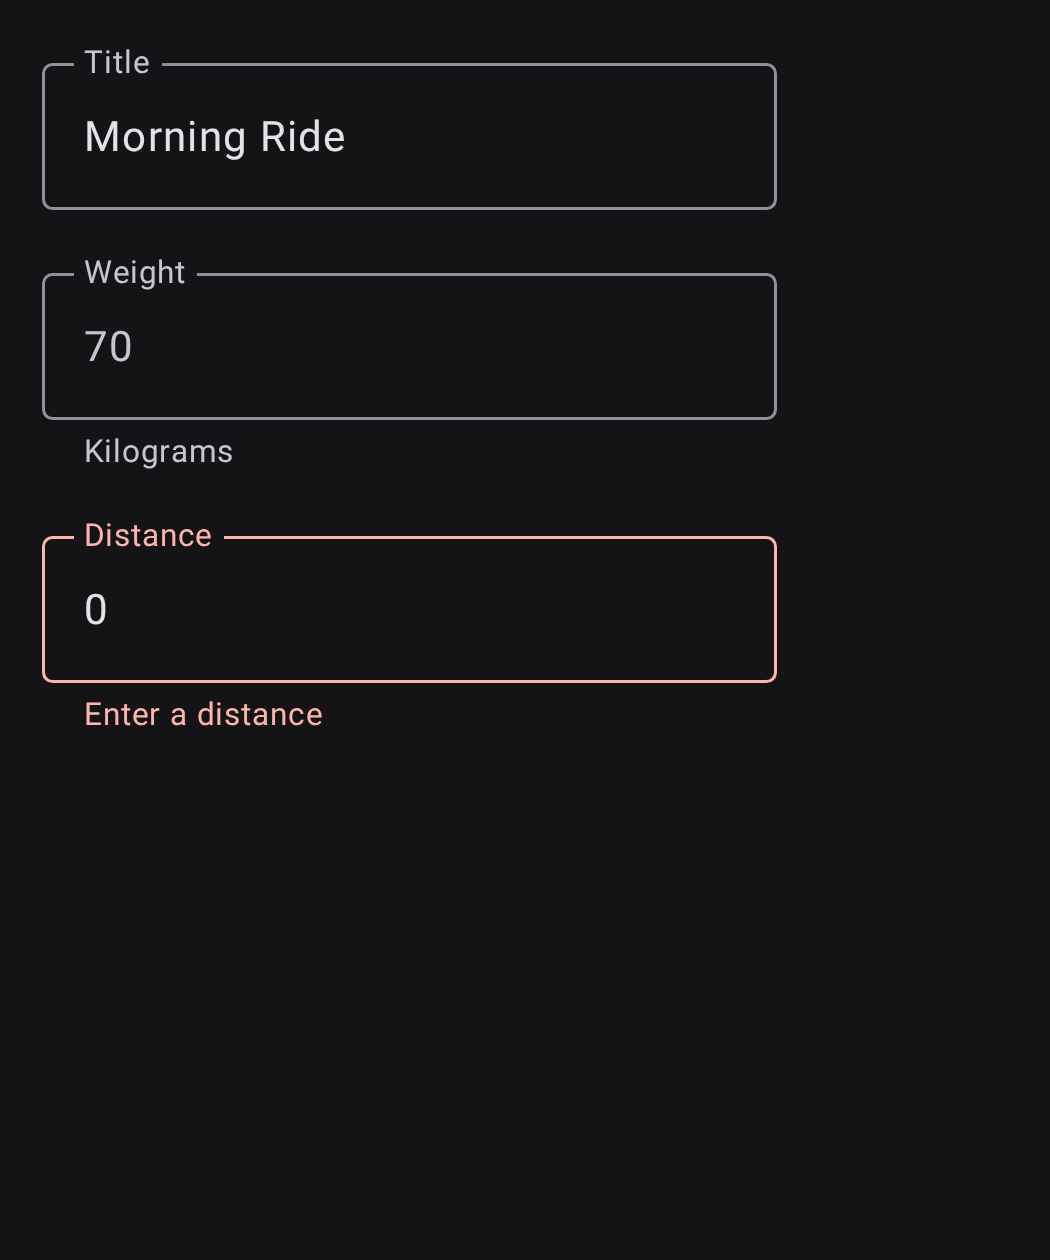 Title
Morning Ride
Weight
70
Kilograms
Distance
0
Enter a distance